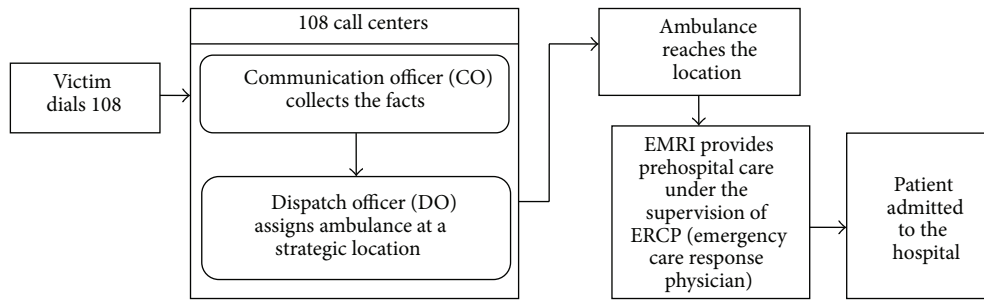 Victim
dials 108
108 call centers
Communication officer (CO)
collects the facts
Dispatch officer (DO)
assigns ambulance at a
strategic location
Ambulance
reaches the
location
EMRI provides
prehospital care
under the
supervision of
ERCP (emergency
care response
physician)
Patient
admitted
to the
hospital